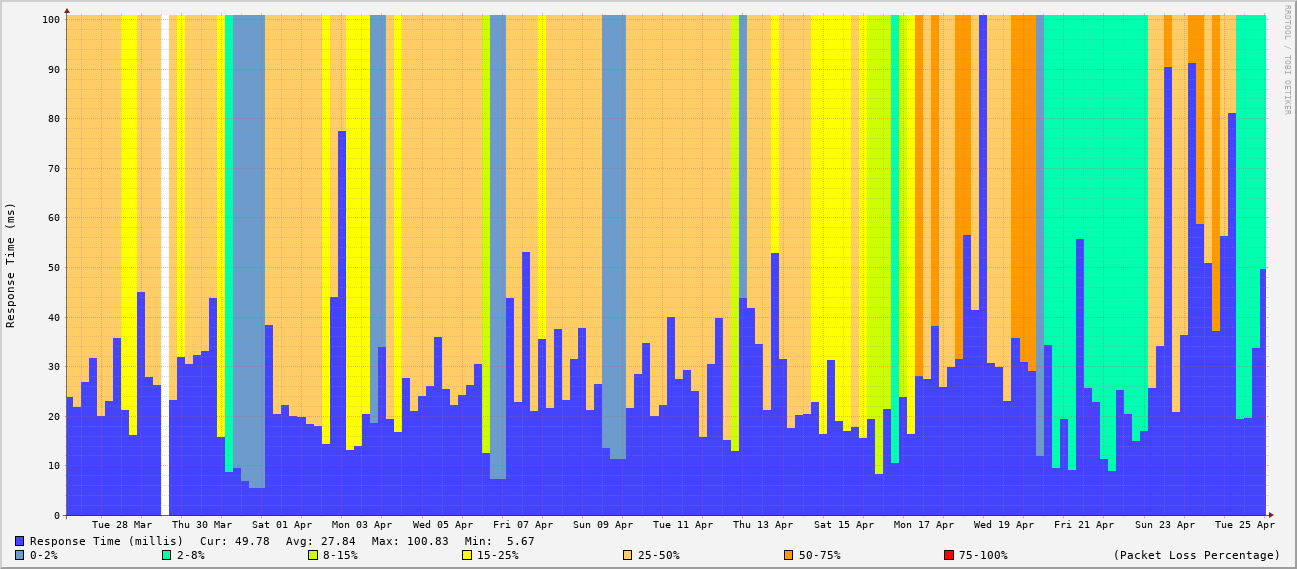 100
90
80
70
60
50
40
30
20
10
0
Response Time (ms)
RRDTOOL / TOBI OETIKER
Tue 28 Mar Thu 30 Mar Sat 01 Apr Mon 03 Apr Wed 05 Apr Fri 07 Apr Sun 09 Apr Tue 11 Apr Thu 13 Apr Sat 15 Apr Mon 17 Apr Wed 19 Apr Fri 21 Apr Sun 23 Apr Tue 25 Apr
Response Time (millis) Cur: 49.78 Avg: 27.84 Max: 100.83 Min: 5.67
0-2% 2-8% 8-15% 15-25% 25-50% 50-75% 75-100% (Packet Loss Percentage)